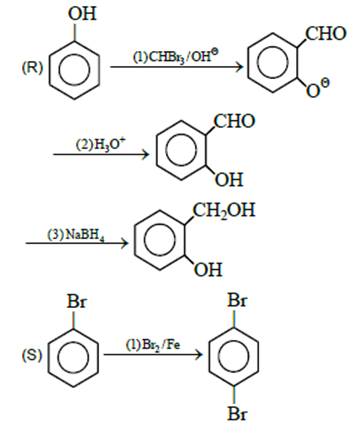 OH
(R) (1)CHBr₃/OH^Θ CHO
O^Θ
(2)H₃O⁺ CHO
OH
(3)NaBH₄ CH₂OH
OH
Br Br
(S) (1)Br₂/Fe
Br